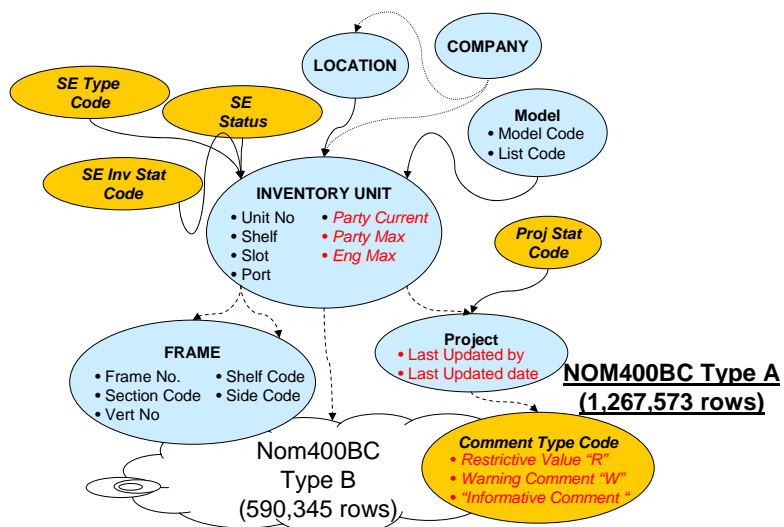 COMPANY
LOCATION
SE Type
Code
SE
Status
Model
• Model Code
• List Code
SE Inv Stat
Code
INVENTORY UNIT
• Unit No
• Shelf
• Slot
• Port
• Party Current
• Party Max
• Eng Max
Proj Stat
Code
Project
• Last Updated by
• Last Updated date
FRAME
• Frame No.
• Section Code
• Vert No
• Shelf Code
• Side Code
NOM400BC Type A
(1,267,573 rows)
Nom400BC
Type B
(590,345 rows)
Comment Type Code
• Restrictive Value “R”
• Warning Comment “W”
• “Informative Comment “